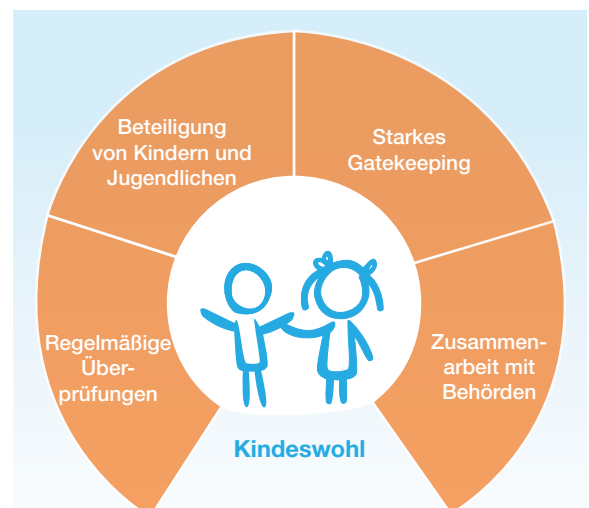 Beteiligung
von Kindern und
Jugendlichen
Starkes
Gatekeeping
Regelmäßige
Über-
prüfungen
Zusammen-
arbeit mit
Behörden
Kindeswohl